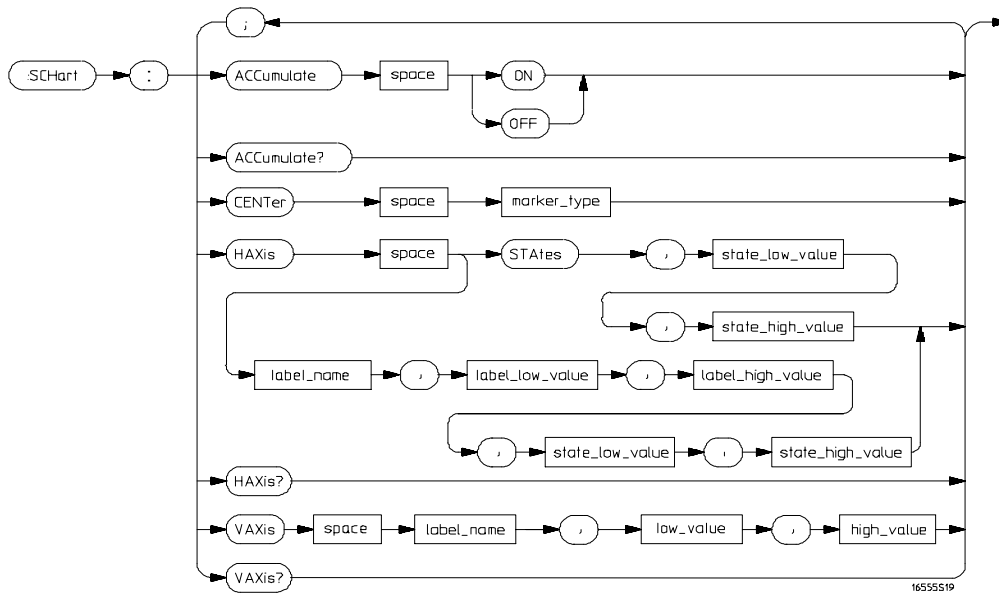 ;
:SCHart : ACCumulate space ON
OFF
ACCumulate?
CENTer space marker_type
HAXis space STAtes , state_low_value
, state_high_value
label_name , label_low_value , label_high_value
, state_low_value , state_high_value
HAXis?
VAXis space label_name , low_value , high_value
VAXis?
16555S19